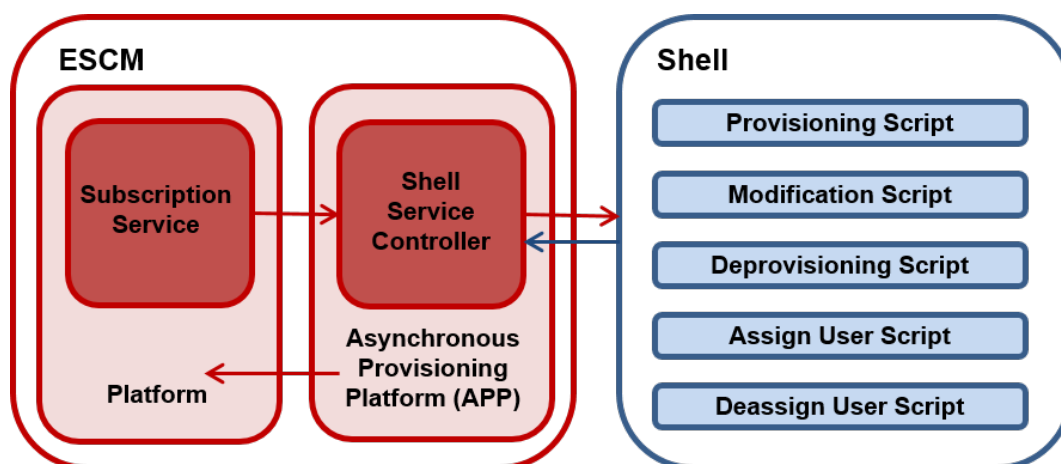 ESCM
Subscription
Service
Platform
Shell
Service
Controller
Asynchronous
Provisioning
Platform (APP)
Shell
Provisioning Script
Modification Script
Deprovisioning Script
Assign User Script
Deassign User Script